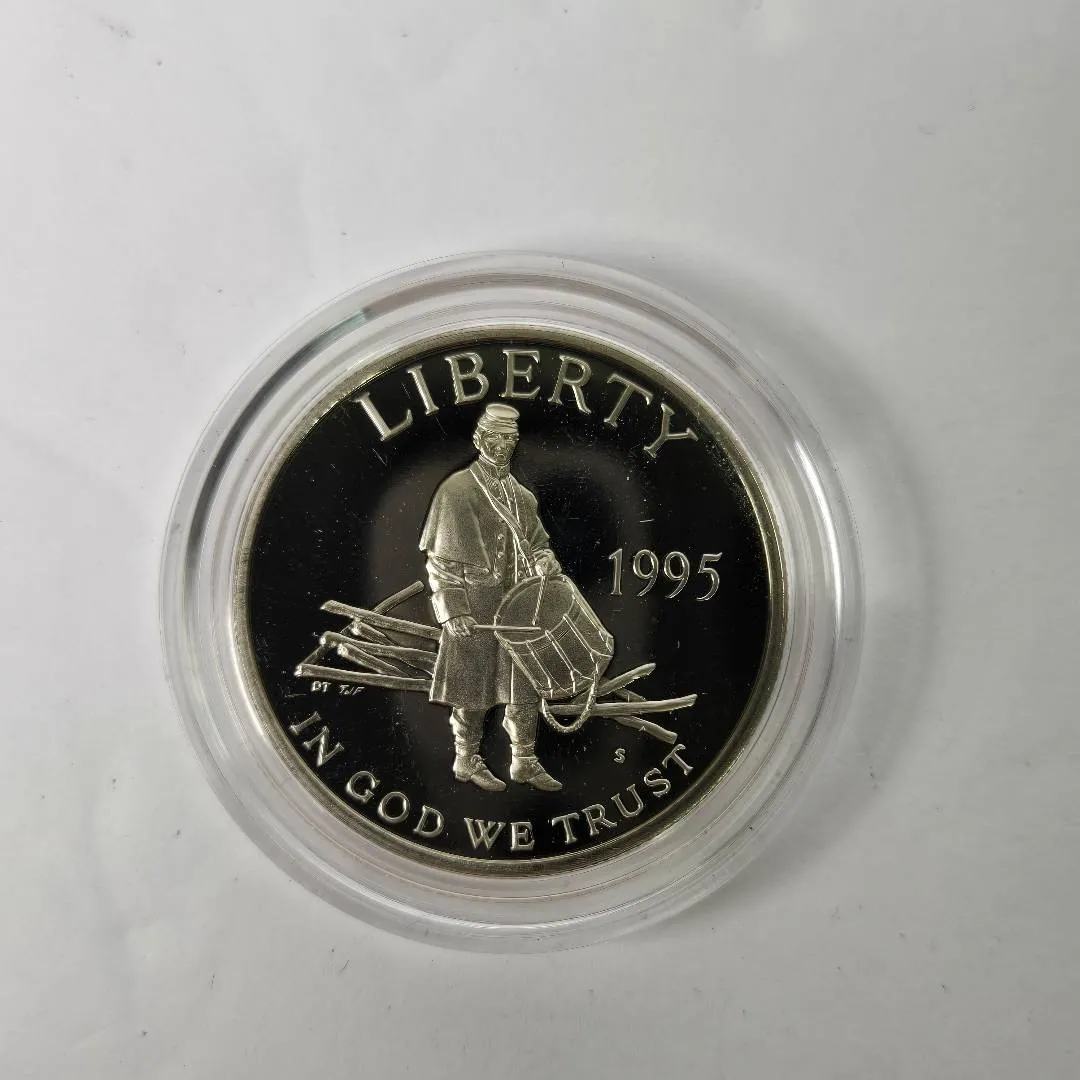 LIBERTY
1995
DT TJF
S
IN GOD WE TRUST